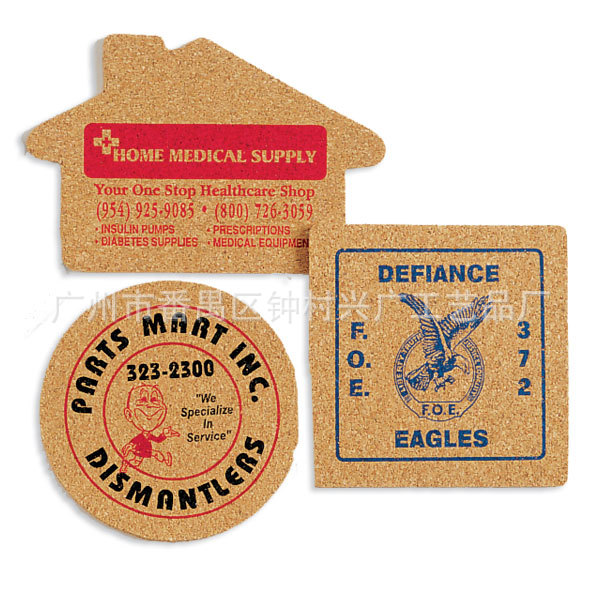 HOME MEDICAL SUPPLY
Your One Stop Healthcare Shop
(954) 925-9085 • (800) 726-3059
• INSULIN PUMPS • PRESCRIPTIONS
• DIABETES SUPPLIES • MEDICAL EQUIPMEN
广州市番禺区钟村兴广工艺品厂
PARTS MART INC.
323-2300
"We
Specialize
In
Service"
DISMANTLERS
DEFIANCE
F.O.E.
372
F.O.E.
EAGLES